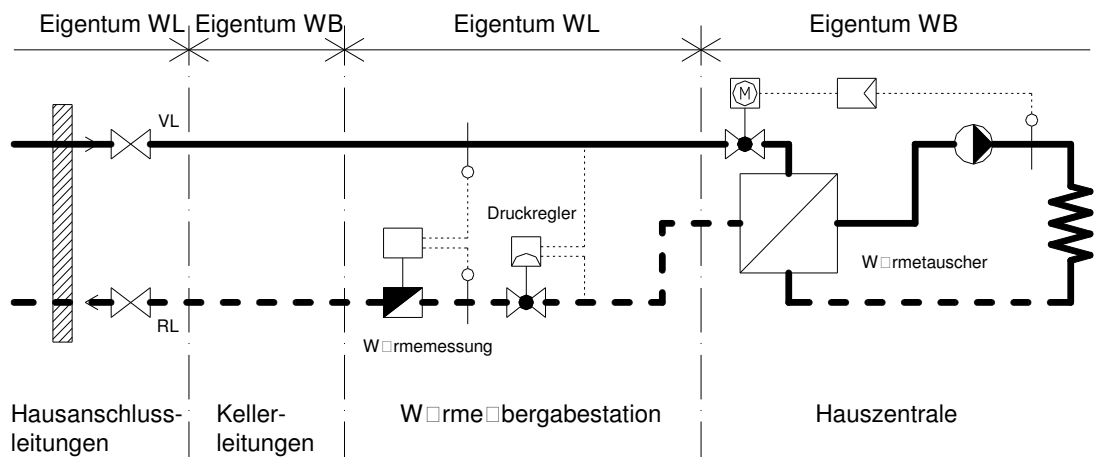 Eigentum WL
Eigentum WB
Eigentum WL
Eigentum WB
M
VL
Druckregler
W□rmetauscher
RL
W□rmemessung
Hausanschluss-
leitungen
Keller-
leitungen
W□rme□bergabestation
Hauszentrale